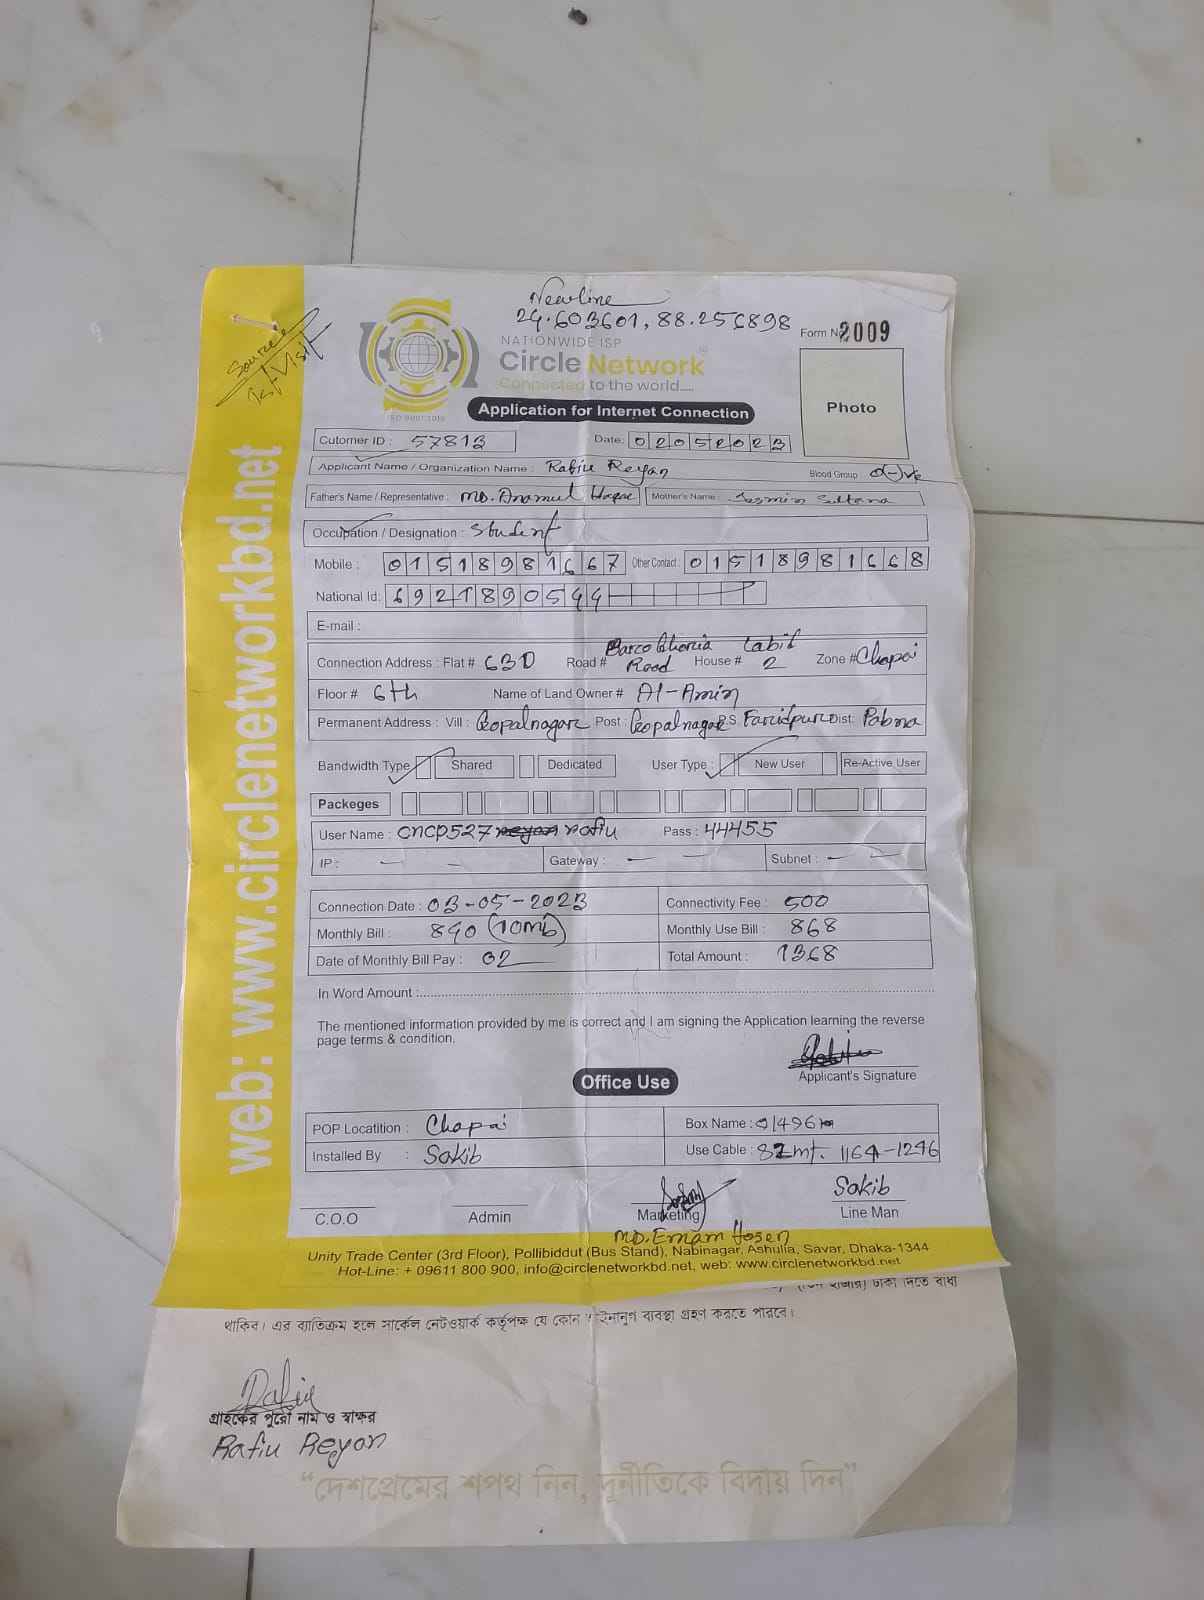 Newline
24.603601, 88.256898
Source
1st Visit
NATIONWIDE ISP
Form No 2009
Circle Network
Connected to the world.....
ISO 9001:2015
Photo
Application for Internet Connection
Cutomer ID : 57813
Date: 02052023
Applicant Name / Organization Name : Rafiu Reyan
Blood Group : O(-)ve
Father's Name / Representative : MD. Anamul Haque
Mother's Name : Jesmin Sultana
Occupation / Designation : Student
Mobile : 01518981667 Other Contact : 01518981668
National Id: 6921890544
E-mail :
Connection Address : Flat # 63D Road # Road House # 2 Zone # Chapai
Floor # 6th Name of Land Owner # Al-Amin
Permanent Address : Vill : Gopalnagar Post : Gopalnagar P.S. Faridpur Dist: Pabna
Bandwidth Type Shared Dedicated User Type : New User Re-Active User
Packeges
User Name : cncp527 rafiu Pass : 44455
IP : - - Gateway : - - Subnet : - -
Connection Date : 03-05-2023 Connectivity Fee : 500
Monthly Bill : 840 (10mb) Monthly Use Bill : 868
Date of Monthly Bill Pay : 02 Total Amount : 1368
In Word Amount :
The mentioned information provided by me is correct and I am signing the Application learning the reverse
page terms & condition.
Applicant's Signature
Office Use
POP Locatition : Chapai Box Name :
Installed By : Sakib Use Cable : 82mt. 1164-1246
Sakib
C.O.O Admin Marketing Line Man
MD. Emam Hosen
Unity Trade Center (3rd Floor), Pollibiddut (Bus Stand), Nabinagar, Ashulia, Savar, Dhaka-1344
Hot-Line: + 09611 800 900, info@circlenetworkbd.net, web: www.circlenetworkbd.net
web: www.circlenetworkbd.net
টাকা দিতে বাধ্য
থাকিব। এর ব্যতিক্রম হলে সার্কেল নেটওয়ার্ক কর্তৃপক্ষ যে কোন আইনানুগ ব্যবস্থা গ্রহণ করতে পারবে।
Rafiu
গ্রাহকের পুরো নাম ও স্বাক্ষর
Rafiu Reyan
“দেশপ্রেমের শপথ নিন, দুর্নীতিকে বিদায় দিন”